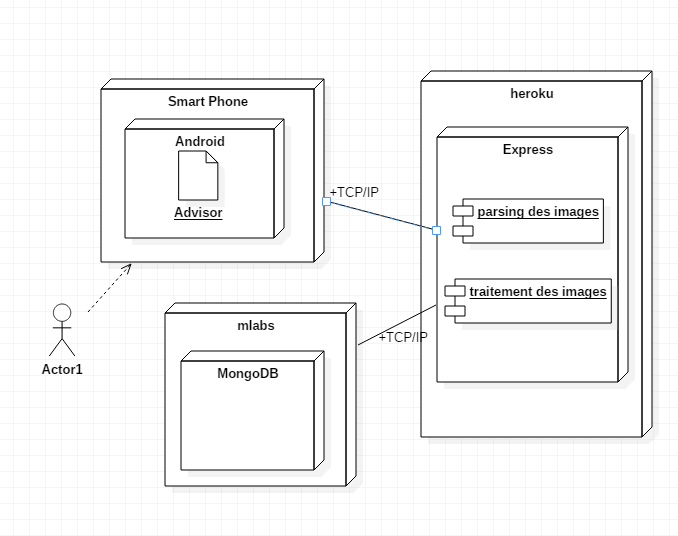 Smart Phone
Android
Advisor
+TCP/IP
heroku
Express
parsing des images
traitement des images
+TCP/IP
mlabs
MongoDB
Actor1